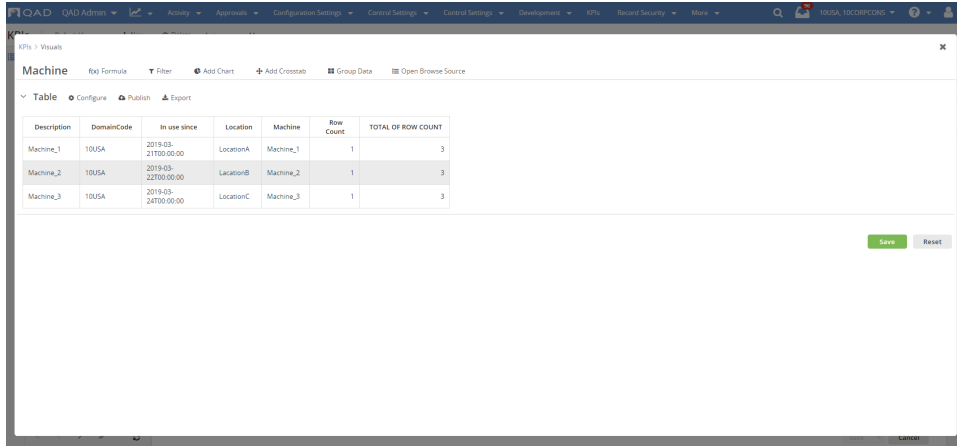 QAD QAD Admin Activity Approvals Configuration Settings Control Settings Control Settings Development KPIs Recent Security More 10USA, 10CORPCONS
KPIs
KPIs > Visuals
Machine f(x) Formula Filter Add Chart Add Crosstab Group Data Open Browse Source
Table Configure Publish Export
Description DomainCode In use since Location Machine Row Count TOTAL OF ROW COUNT
Machine_1 10USA 2019-03-21T00:00:00 LocationA Machine_1 1 3
Machine_2 10USA 2019-03-22T00:00:00 LacationB Machine_2 1 3
Machine_3 10USA 2019-03-24T00:00:00 LocationC Machine_3 1 3
Save Reset
Cancel